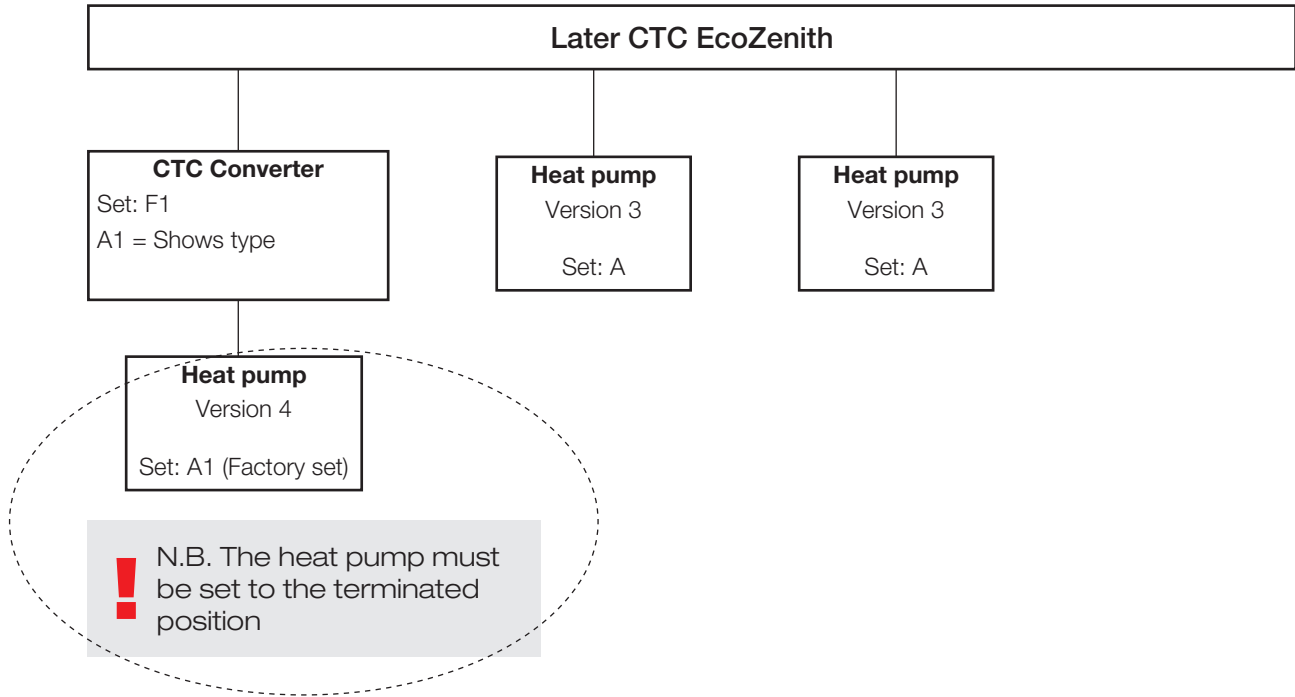 Later CTC EcoZenith
CTC Converter
Set: F1
A1 = Shows type
Heat pump
Version 3
Set: A
Heat pump
Version 3
Set: A
Heat pump
Version 4
Set: A1 (Factory set)
!
N.B. The heat pump must
be set to the terminated
position